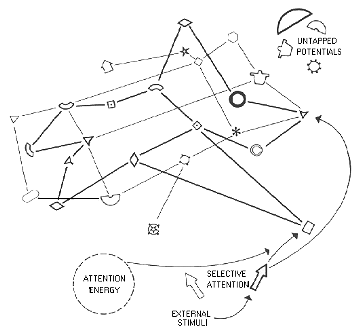 UNTAPPED
POTENTIALS
ATTENTION
ENERGY
SELECTIVE
ATTENTION
EXTERNAL
STIMULI